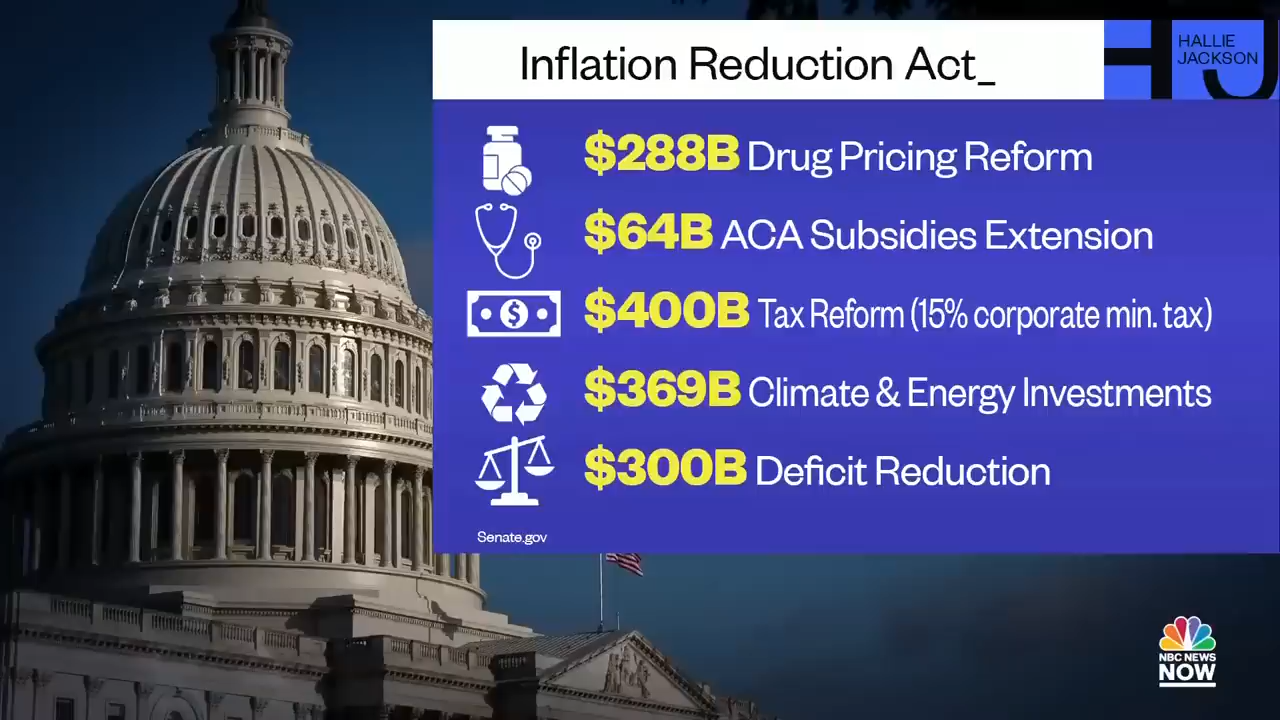 Inflation Reduction Act_
HALLIE
JACKSON
$288B Drug Pricing Reform
$64B ACA Subsidies Extension
$400B Tax Reform (15% corporate min. tax)
$369B Climate & Energy Investments
$300B Deficit Reduction
Senate.gov
NBC NEWS
NOW